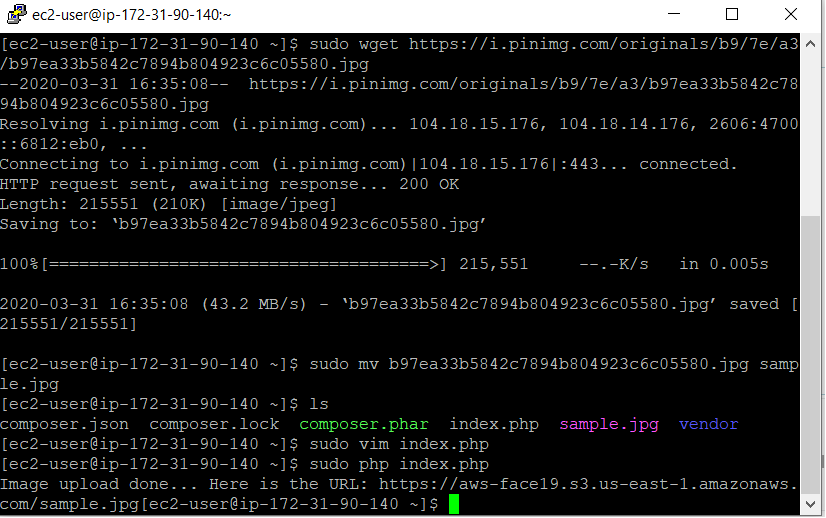 ec2-user@ip-172-31-90-140:~
[ec2-user@ip-172-31-90-140 ~]$ sudo wget https://i.pinimg.com/originals/b9/7e/a3
/b97ea33b5842c7894b804923c6c05580.jpg
--2020-03-31 16:35:08--  https://i.pinimg.com/originals/b9/7e/a3/b97ea33b5842c78
94b804923c6c05580.jpg
Resolving i.pinimg.com (i.pinimg.com)... 104.18.15.176, 104.18.14.176, 2606:4700
::6812:eb0, ...
Connecting to i.pinimg.com (i.pinimg.com)|104.18.15.176|:443... connected.
HTTP request sent, awaiting response... 200 OK
Length: 215551 (210K) [image/jpeg]
Saving to: ‘b97ea33b5842c7894b804923c6c05580.jpg’
100%[======================================>] 215,551     --.-K/s   in 0.005s
2020-03-31 16:35:08 (43.2 MB/s) - ‘b97ea33b5842c7894b804923c6c05580.jpg’ saved [
215551/215551]
[ec2-user@ip-172-31-90-140 ~]$ sudo mv b97ea33b5842c7894b804923c6c05580.jpg samp
le.jpg
[ec2-user@ip-172-31-90-140 ~]$ ls
composer.json  composer.lock  composer.phar  index.php  sample.jpg  vendor
[ec2-user@ip-172-31-90-140 ~]$ sudo vim index.php
[ec2-user@ip-172-31-90-140 ~]$ sudo php index.php
Image upload done... Here is the URL: https://aws-face19.s3.us-east-1.amazonaws.
com/sample.jpg[ec2-user@ip-172-31-90-140 ~]$